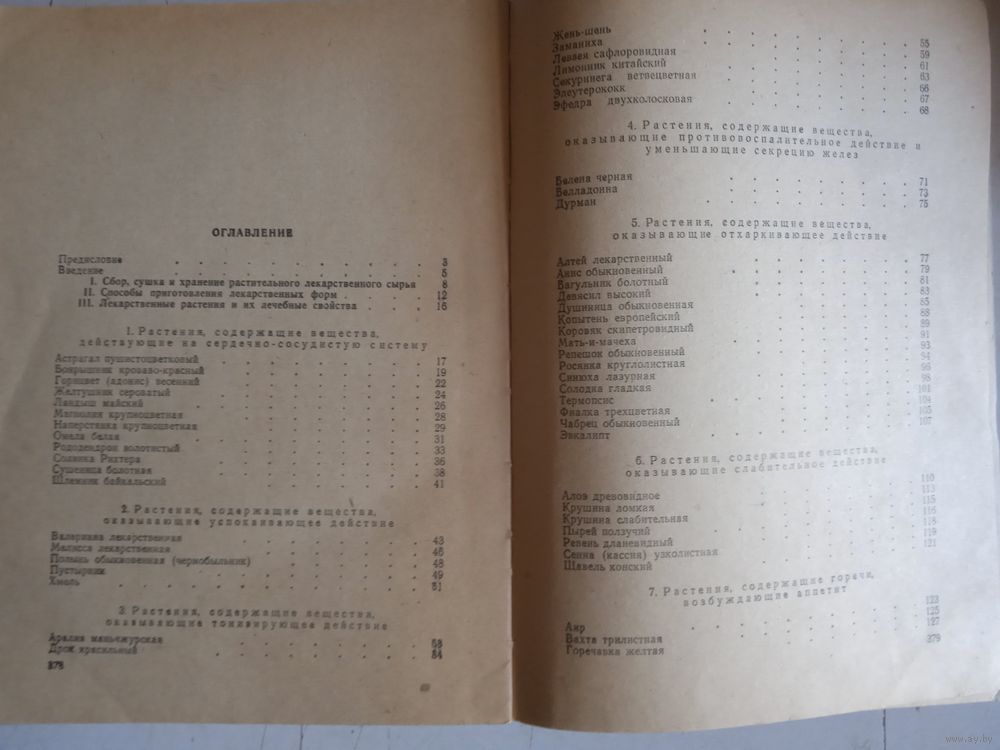 ОГЛАВЛЕНИЕ
Предисловие 3
Введение 5
I. Сбор, сушка и хранение растительного лекарственного сырья 8
II. Способы приготовления лекарственных форм 12
III. Лекарственные растения и их лечебные свойства 16
1. Растения, содержащие вещества,
действующие на сердечно-сосудистую систему
Астрагал пушистоцветковый 17
Боярышник кроваво-красный 19
Горицвет (адонис) весенний 22
Желтушник сероватый 24
Ландыш майский 26
Магнолия крупноцветная 28
Наперстянка крупноцветная 29
Омела белая 31
Рододендрон золотистый 33
Солянка Рихтера 36
Сушеница болотная 38
Шлемник байкальский 41
2. Растения, содержащие вещества,
оказывающие успокаивающее действие
Валериана лекарственная 43
Мелисса лекарственная 46
Полынь обыкновенная (чернобыльник) 48
Пустырник 49
Хмель 51
3. Растения, содержащие вещества,
оказывающие тонизирующее действие
Аралия маньчжурская 53
Дрок красильный 54
378
Жень-шень 55
Заманиха 59
Левзея сафлоровидная 61
Лимонник китайский 63
Секуринега ветвецветная 66
Элеутерококк 67
Эфедра двухколосковая 68
4. Растения, содержащие вещества,
оказывающие противовоспалительное действие и
уменьшающие секрецию желез
Белена черная 71
Белладонна 73
Дурман 75
5. Растения, содержащие вещества,
оказывающие отхаркивающее действие
Алтей лекарственный 77
Анис обыкновенный 79
Багульник болотный 81
Девясил высокий 83
Душиница обыкновенная 85
Копытень европейский 88
Коровяк скипетровидный 89
Мать-и-мачеха 91
Репешок обыкновенный 93
Росянка круглолистная 94
Синюха лазурная 96
Солодка гладкая 98
Термопсис 101
Фиалка трехцветная 104
Чабрец обыкновенный 105
Эвкалипт 107
6. Растения, содержащие вещества,
оказывающие слабительное действие
Алоэ древовидное 110
Крушина ломкая 113
Крушина слабительная 115
Пырей ползучий 116
Ревень дланевидный 118
Сенна (кассия) узколистная 119
Щавель конский 121
7. Растения, содержащие горечи,
возбуждающие аппетит
Аир 123
Вахта трилистная 125
Горечавка желтая 127
379
www.ay.by